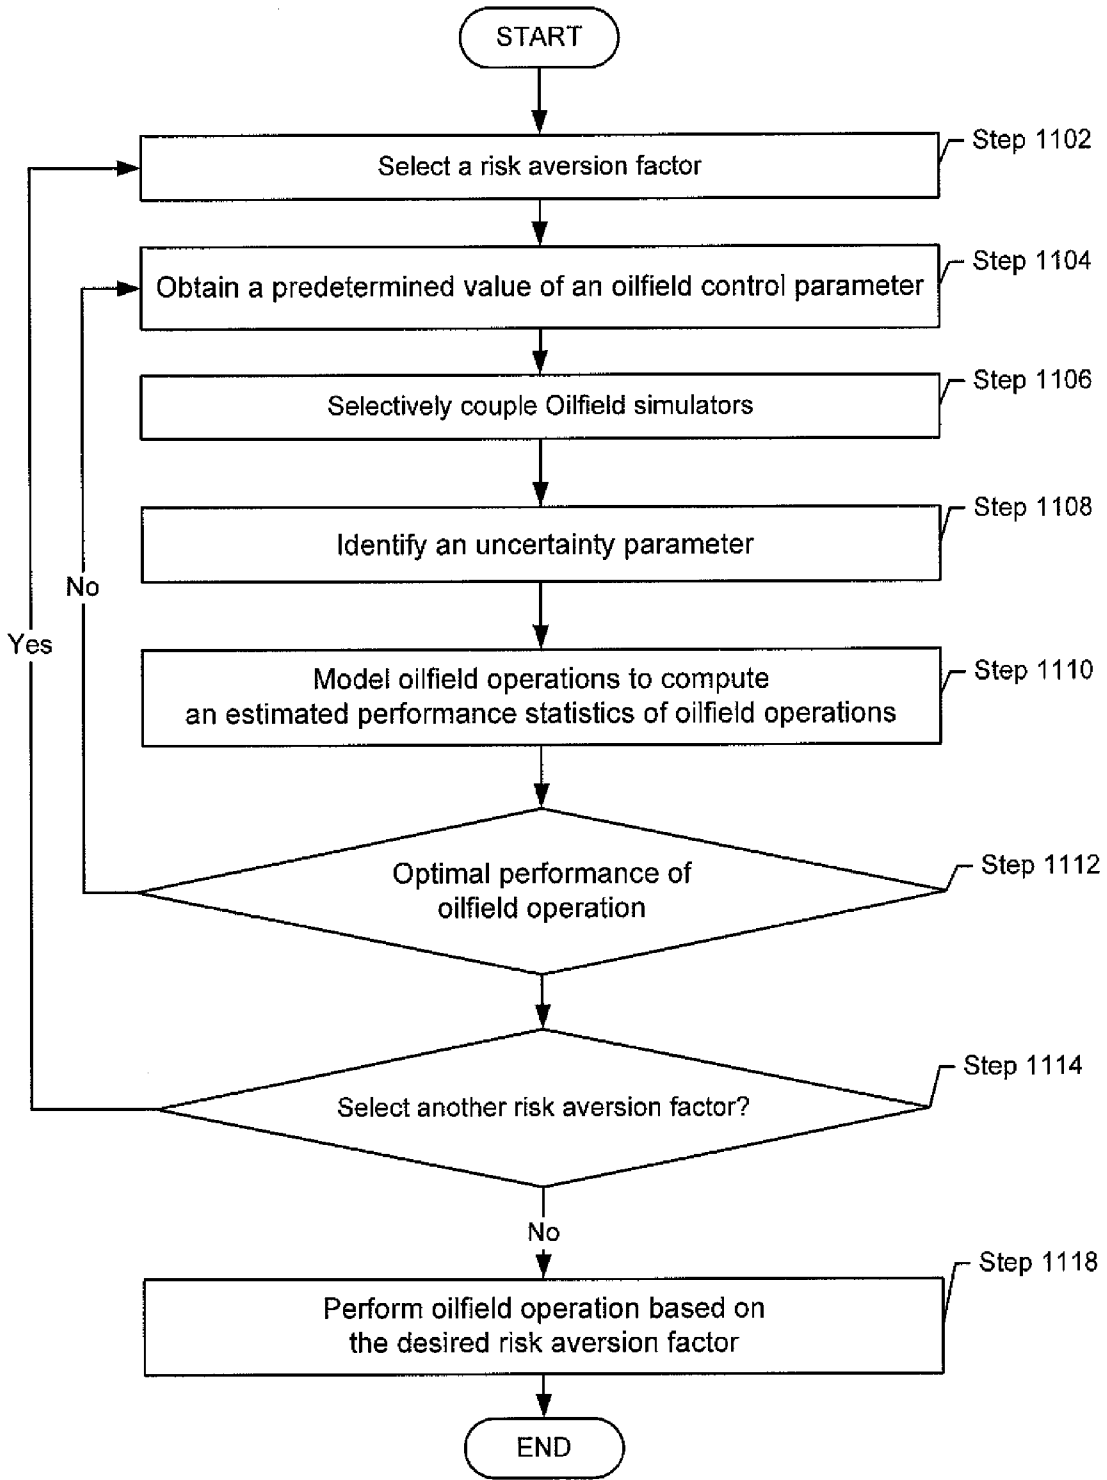 START
Step 1102
Select a risk aversion factor
Step 1104
Obtain a predetermined value of an oilfield control parameter
Step 1106
Selectively couple Oilfield simulators
Step 1108
Identify an uncertainty parameter
No
Yes
Step 1110
Model oilfield operations to compute
an estimated performance statistics of oilfield operations
Step 1112
Optimal performance of
oilfield operation
Step 1114
Select another risk aversion factor?
No
Step 1118
Perform oilfield operation based on
the desired risk aversion factor
END